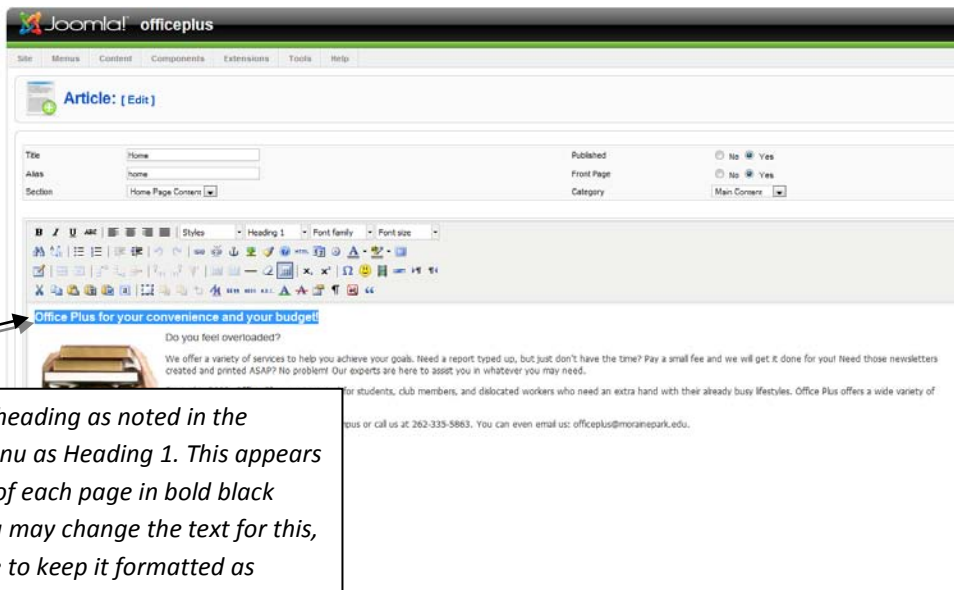 Joomla! officeplus
Site Menus Content Components Extensions Tools Help
Article: [ Edit ]
Title Home Published No Yes
Alias home Front Page No Yes
Section Home Page Content Category Main Content
B I U ABC Styles Heading 1 Font family Font size
HTML
Office Plus for your convenience and your budget!
Do you feel overloaded?
We offer a variety of services to help you achieve your goals. Need a report typed up, but just don't have the time? Pay a small fee and we will get it done for you! Need those newsletters
created and printed ASAP? No problem! Our experts are here to assist you in whatever you may need.
for students, club members, and dislocated workers who need an extra hand with their already busy lifestyles. Office Plus offers a wide variety of
or call us at 262-335-5863. You can even email us: officeplus@morainepark.edu.
heading as noted in the
as Heading 1. This appears
of each page in bold black
may change the text for this,
to keep it formatted as